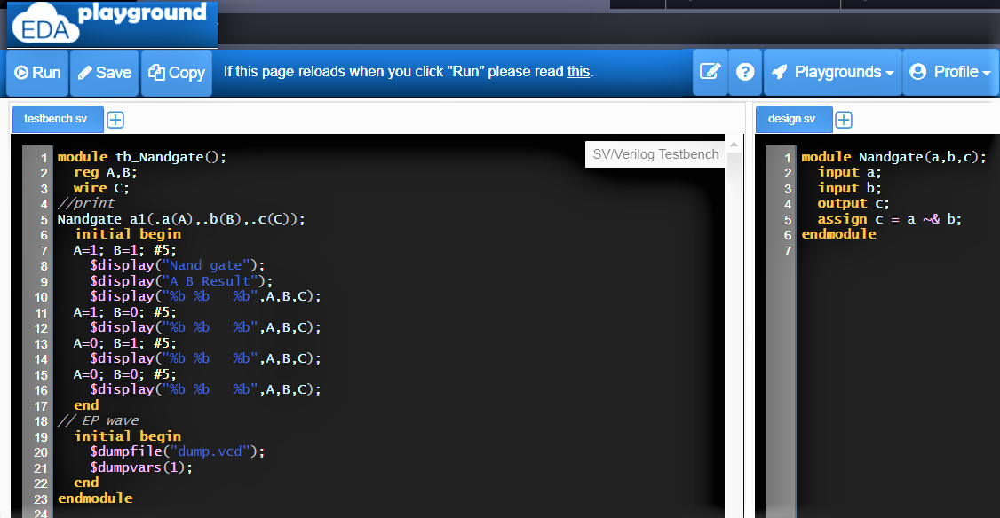 EDA playground
Run Save Copy If this page reloads when you click "Run" please read this. ? Playgrounds Profile
testbench.sv +
SV/Verilog Testbench
1 module tb_Nandgate();
2   reg A,B;
3   wire C;
4 //print
5 Nandgate a1(.a(A),.b(B),.c(C));
6   initial begin
7   A=1; B=1; #5;
8     $display("Nand gate");
9     $display("A B Result");
10     $display("%b %b   %b",A,B,C);
11   A=1; B=0; #5;
12     $display("%b %b   %b",A,B,C);
13   A=0; B=1; #5;
14     $display("%b %b   %b",A,B,C);
15   A=0; B=0; #5;
16     $display("%b %b   %b",A,B,C);
17   end
18 // EP wave
19   initial begin
20     $dumpfile("dump.vcd");
21     $dumpvars(1);
22   end
23 endmodule
24
design.sv +
1 module Nandgate(a,b,c);
2   input a;
3   input b;
4   output c;
5   assign c = a ~& b;
6 endmodule
7